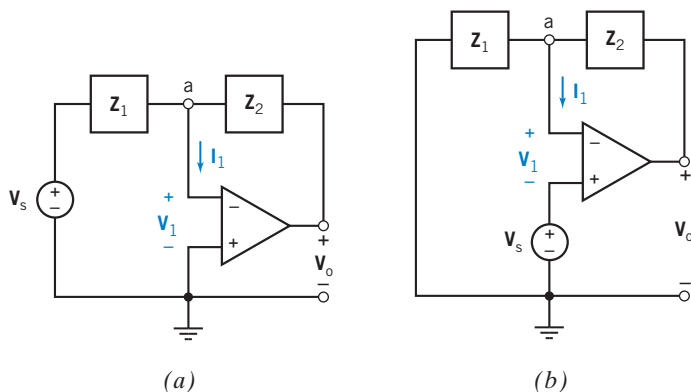 a
Z1
Z2
I1
+
V1
−
−
+
+
−
Vs
+
Vo
−
(a)
a
Z1
Z2
I1
+
V1
−
−
+
+
−
Vs
+
Vo
−
(b)